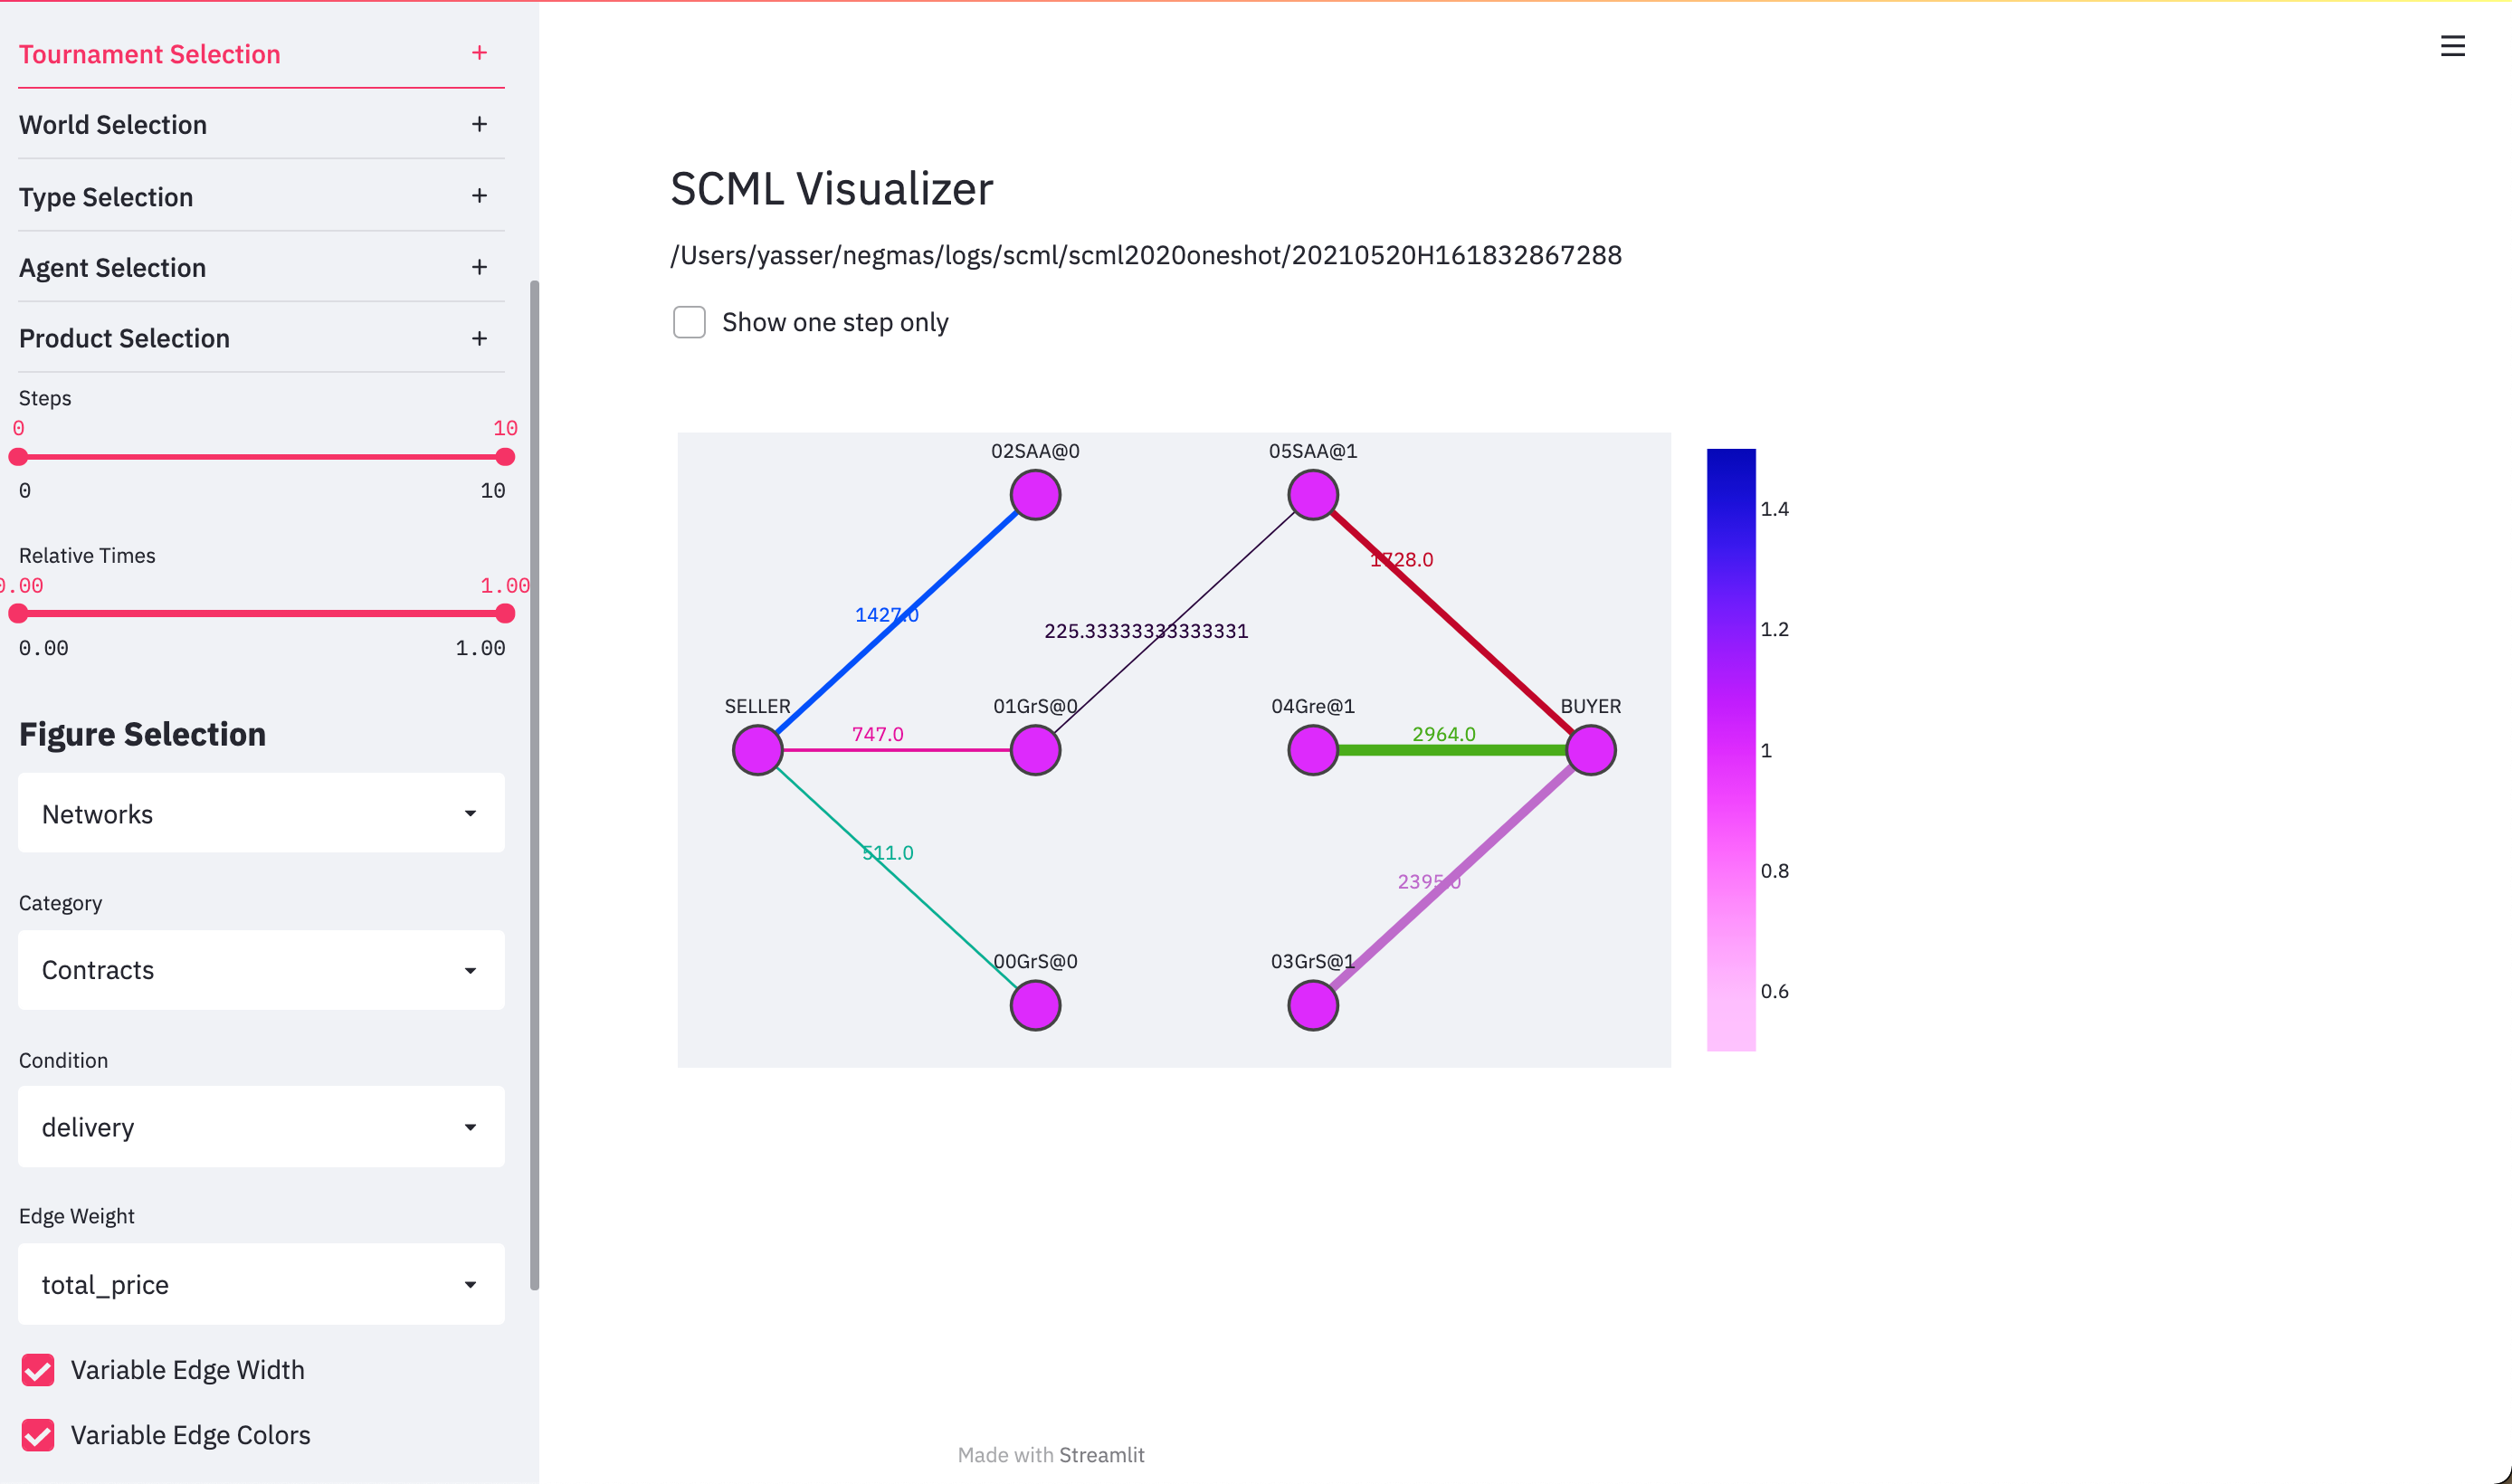 Tournament Selection +
World Selection +
Type Selection +
Agent Selection +
Product Selection +
Steps
0 10
0 10
Relative Times
0.00 1.00
0.00 1.00
Figure Selection
Networks
Category
Contracts
Condition
delivery
Edge Weight
total_price
Variable Edge Width
Variable Edge Colors
SCML Visualizer
/Users/yasser/negmas/logs/scml/scml2020oneshot/20210520H161832867288
Show one step only
02SAA@0 05SAA@1
1728.0
1427.0
225.33333333333331
SELLER 01GrS@0 04Gre@1 BUYER
747.0 2964.0
511.0
2395.0
00GrS@0 03GrS@1
1.4
1.2
1
0.8
0.6
Made with Streamlit